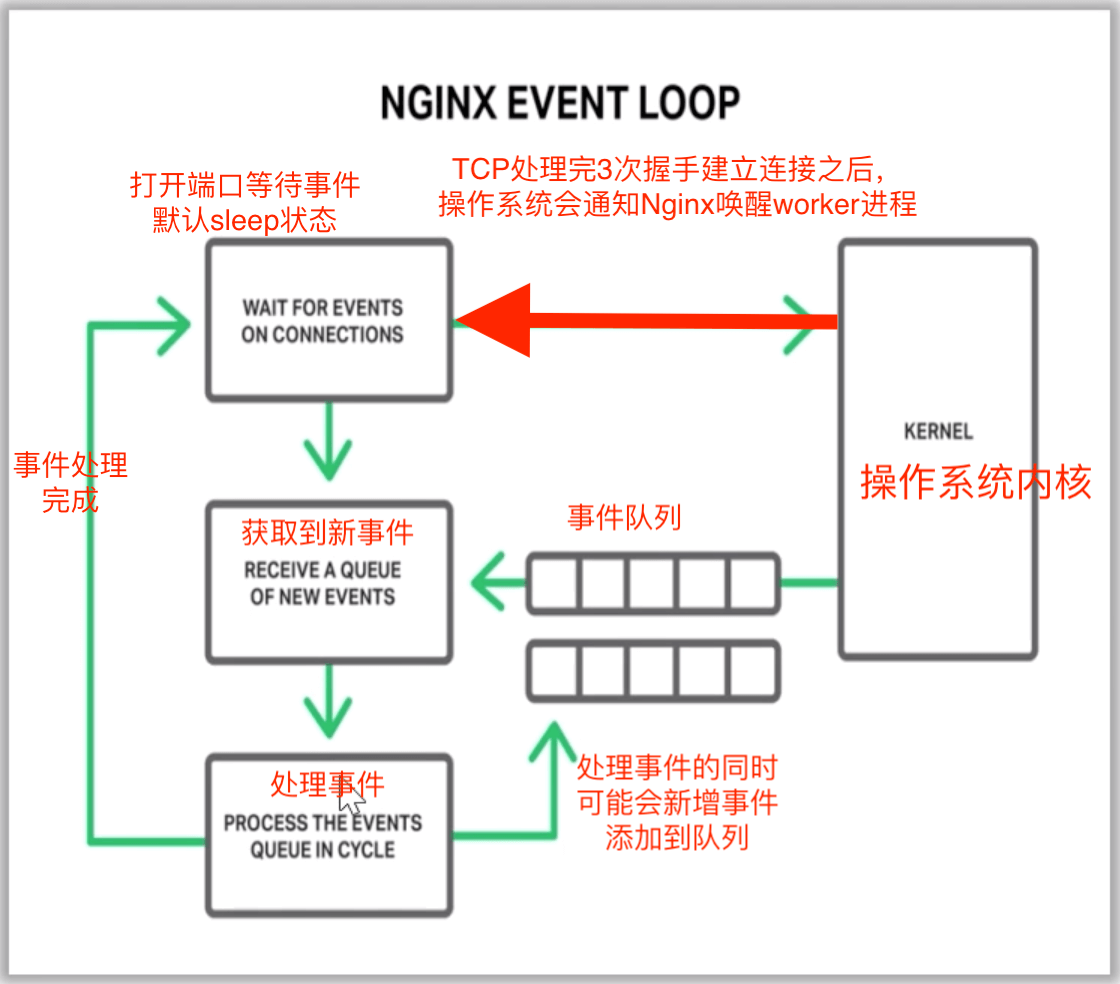 NGINX EVENT LOOP
打开端口等待事件
默认sleep状态
TCP处理完3次握手建立连接之后，
操作系统会通知Nginx唤醒worker进程
WAIT FOR EVENTS
ON CONNECTIONS
KERNEL
操作系统内核
事件处理
完成
获取到新事件
RECEIVE A QUEUE
OF NEW EVENTS
事件队列
处理事件
PROCESS THE EVENTS
QUEUE IN CYCLE
处理事件的同时
可能会新增事件
添加到队列